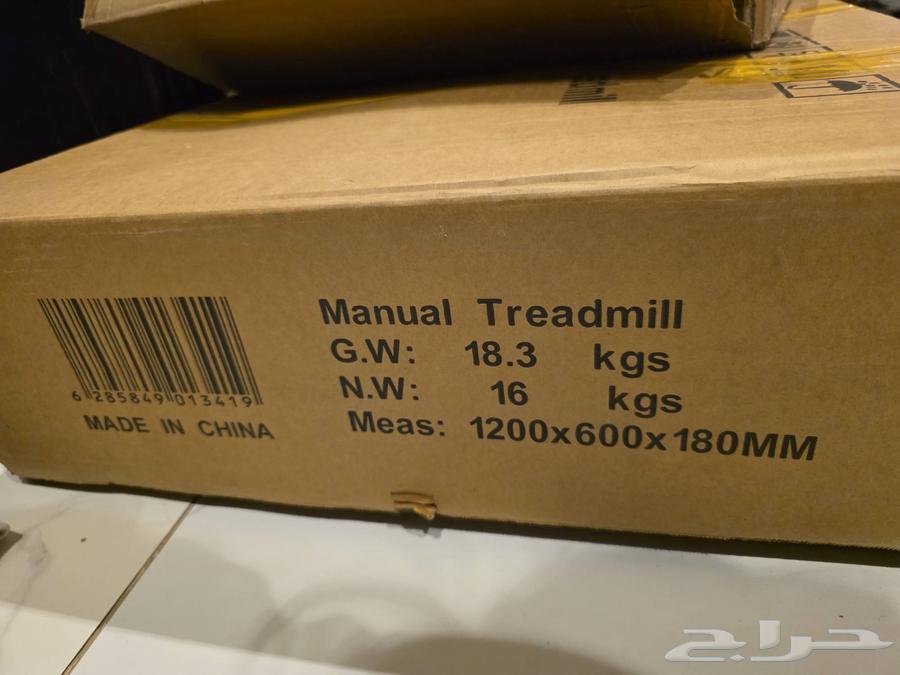 Manual Treadmill
G.W: 18.3 kgs
N.W: 16 kgs
Meas: 1200x600x180MM
6 285849 013419
MADE IN CHINA
حراج